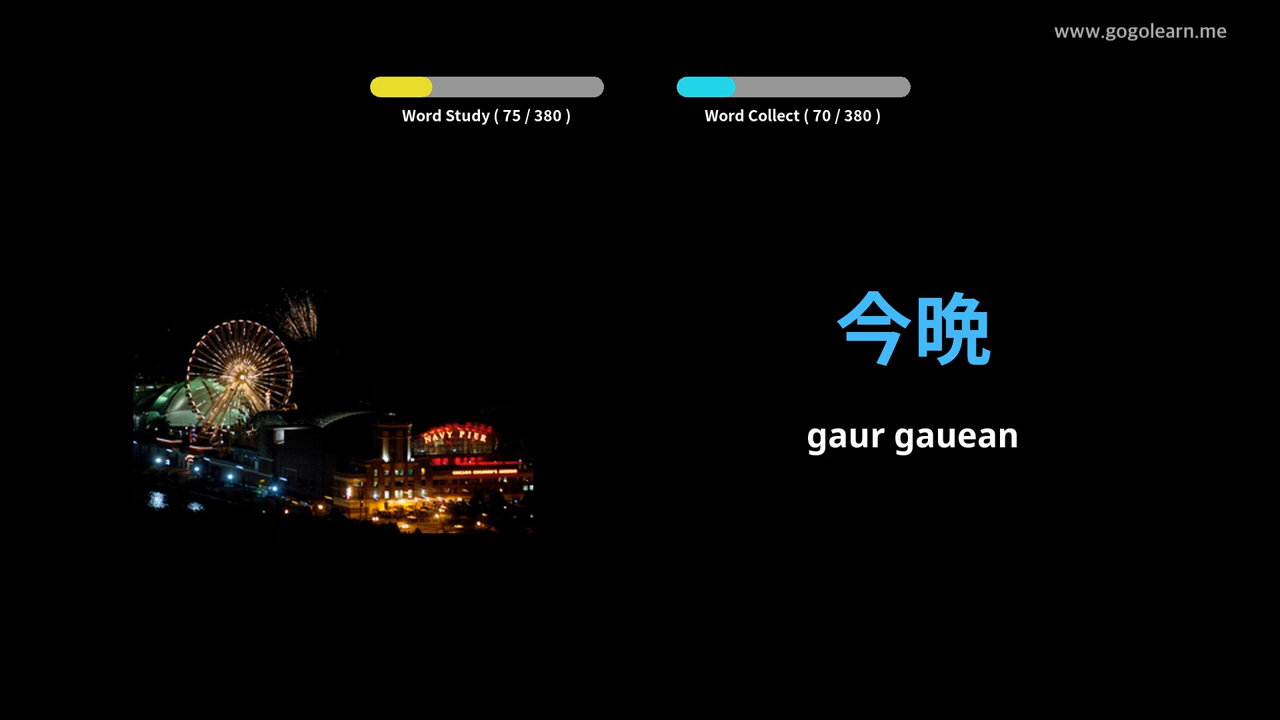 www.gogolearn.me
Word Study ( 75 / 380 )
Word Collect ( 70 / 380 )
今晚
gaur gauean
NAVY PIER